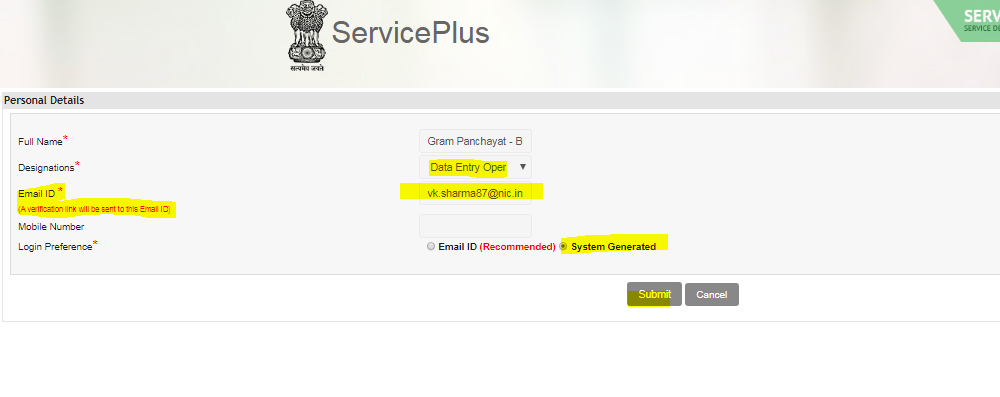 ServicePlus
सत्यमेव जयते
SERV
SERVICE DE
Personal Details
Full Name* Gram Panchayat - B
Designations* Data Entry Oper ▼
Email ID * vk.sharma87@nic.in
(A verification link will be sent to this Email ID)
Mobile Number
Login Preference* Email ID (Recommended) System Generated
Submit Cancel